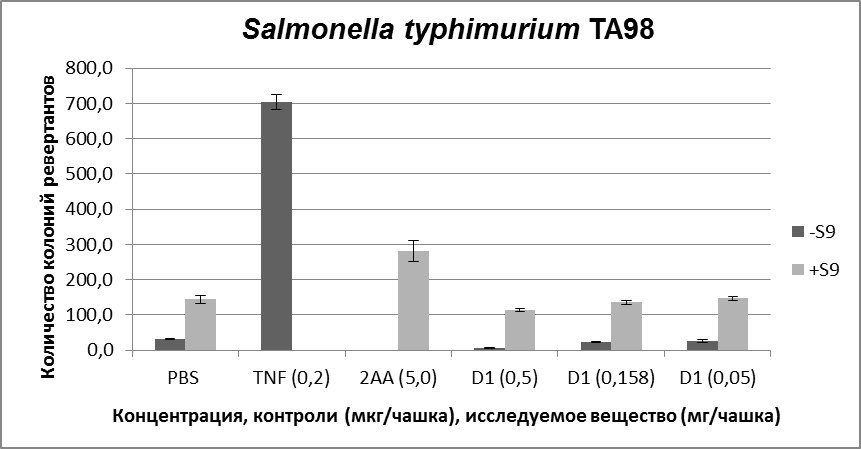 Salmonella typhimurium TA98
Количество колоний ревертантов
800,0
700,0
600,0
500,0
400,0
300,0
200,0
100,0
0,0
PBS TNF (0,2) 2AA (5,0) D1 (0,5) D1 (0,158) D1 (0,05)
Концентрация, контроли (мкг/чашка), исследуемое вещество (мг/чашка)
-S9
+S9